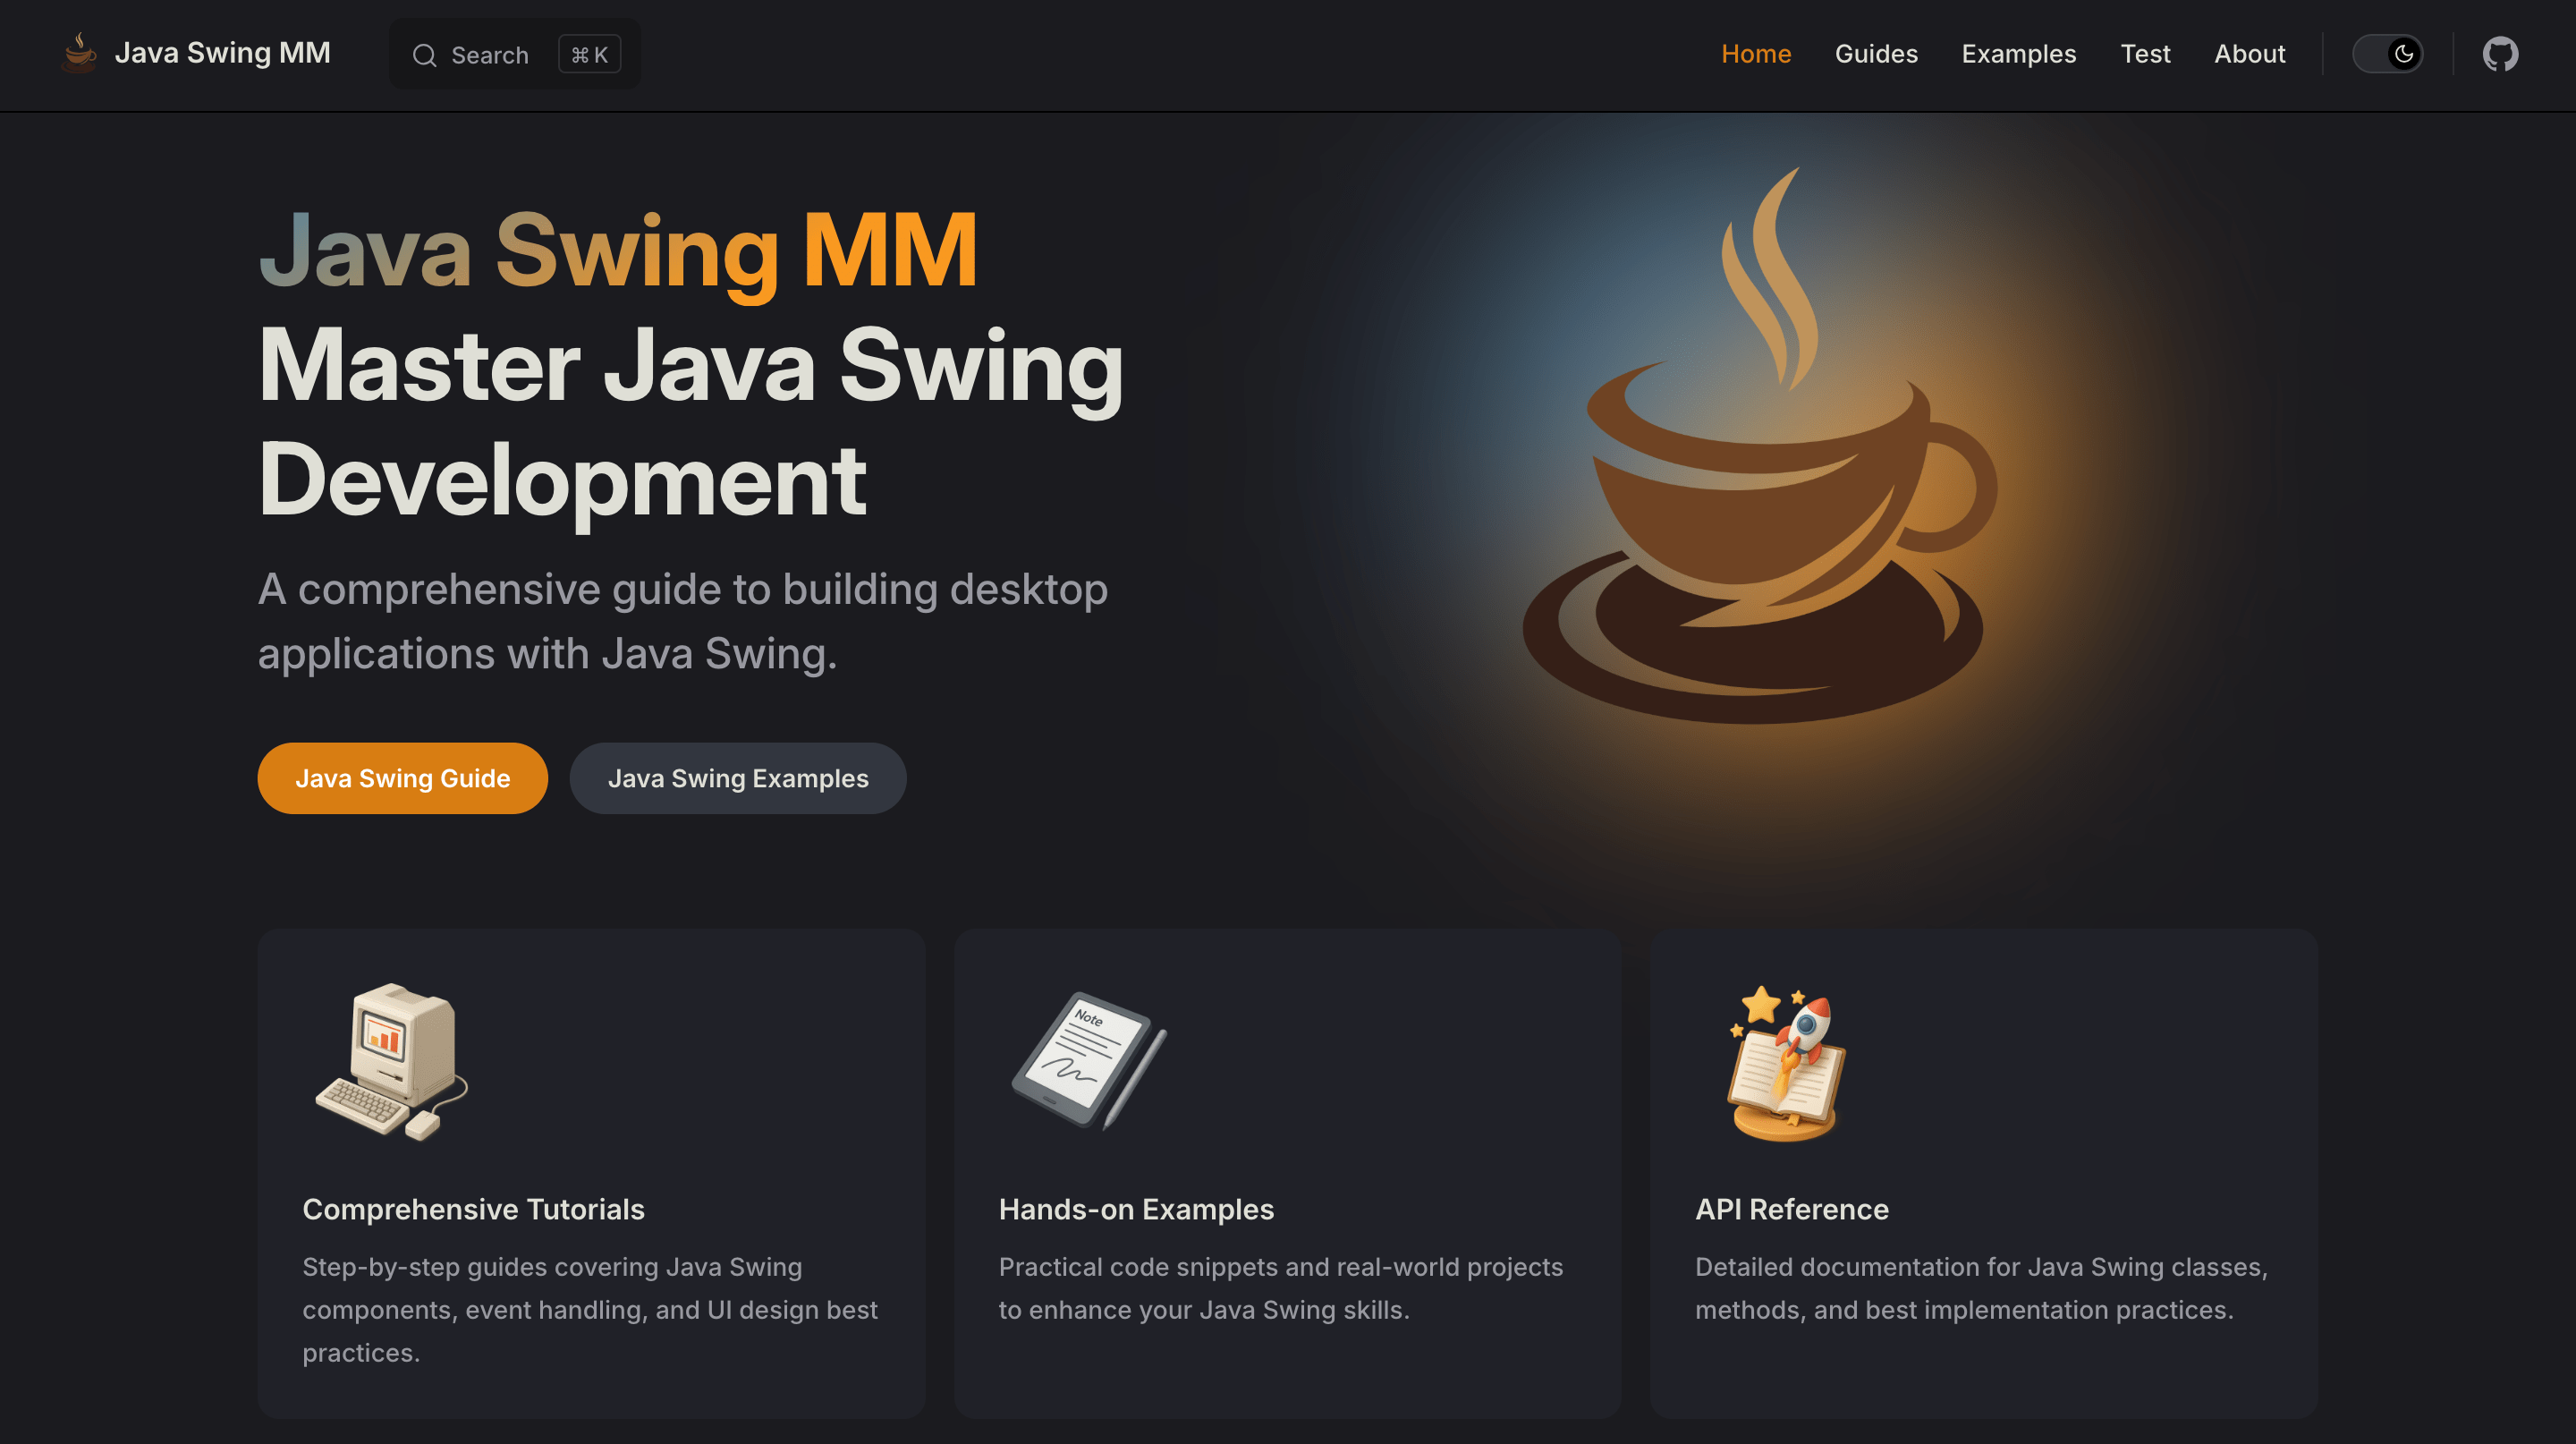 Java Swing MM
Search
⌘ K
Home
Guides
Examples
Test
About
Java Swing MM
Master Java Swing
Development
A comprehensive guide to building desktop
applications with Java Swing.
Java Swing Guide
Java Swing Examples
Note
Comprehensive Tutorials
Step-by-step guides covering Java Swing
components, event handling, and UI design best
practices.
Hands-on Examples
Practical code snippets and real-world projects
to enhance your Java Swing skills.
API Reference
Detailed documentation for Java Swing classes,
methods, and best implementation practices.